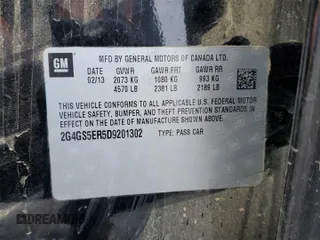 GM
MFD BY GENERAL MOTORS OF CANADA LTD.
DATE GVWR GAWR FRT GAWR RR
02/13 2073 KG 1080 KG 993 KG
4570 LB 2381 LB 2189 LB
THIS VEHICLE CONFORMS TO ALL APPLICABLE U.S. FEDERAL MOTOR
VEHICLE SAFETY, BUMPER, AND THEFT PREVENTION STANDARDS IN
EFFECT ON THE DATE OF MANUFACTURE SHOWN ABOVE.
2G4GS5ER5D9201302 TYPE: PASS CAR
DREAMBID